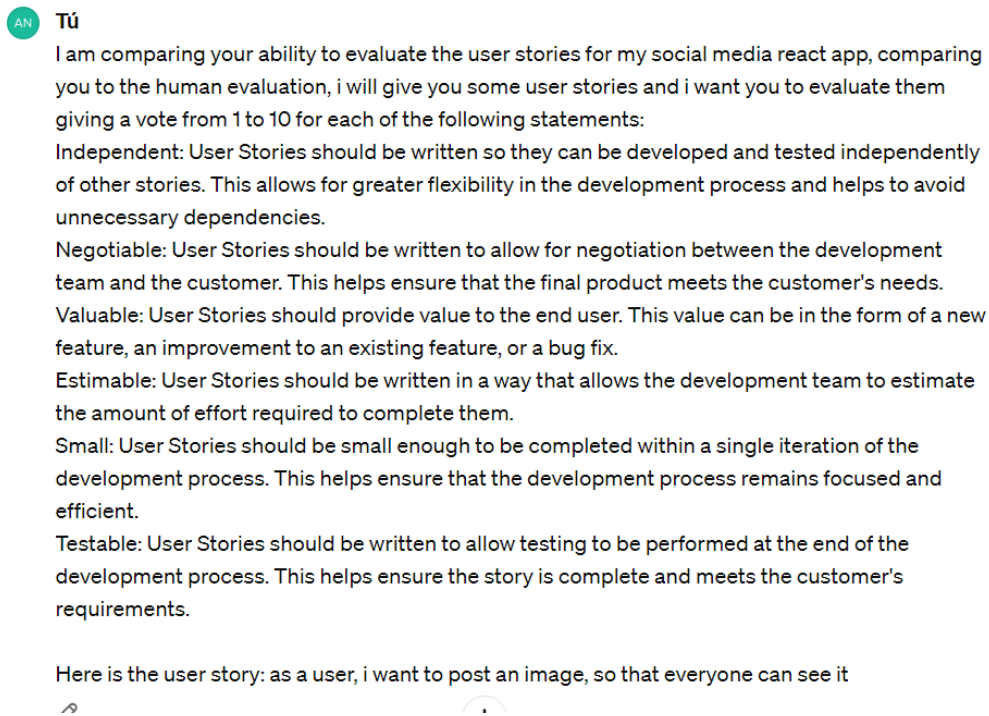 AN Tú
I am comparing your ability to evaluate the user stories for my social media react app, comparing
you to the human evaluation, i will give you some user stories and i want you to evaluate them
giving a vote from 1 to 10 for each of the following statements:
Independent: User Stories should be written so they can be developed and tested independently
of other stories. This allows for greater flexibility in the development process and helps to avoid
unnecessary dependencies.
Negotiable: User Stories should be written to allow for negotiation between the development
team and the customer. This helps ensure that the final product meets the customer's needs.
Valuable: User Stories should provide value to the end user. This value can be in the form of a new
feature, an improvement to an existing feature, or a bug fix.
Estimable: User Stories should be written in a way that allows the development team to estimate
the amount of effort required to complete them.
Small: User Stories should be small enough to be completed within a single iteration of the
development process. This helps ensure that the development process remains focused and
efficient.
Testable: User Stories should be written to allow testing to be performed at the end of the
development process. This helps ensure the story is complete and meets the customer's
requirements.
Here is the user story: as a user, i want to post an image, so that everyone can see it